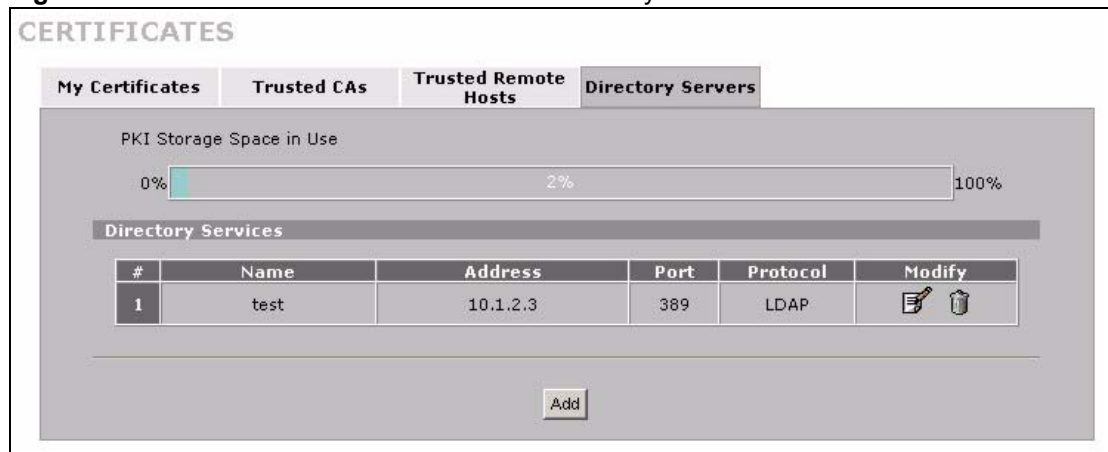 CERTIFICATES
My Certificates Trusted CAs Trusted Remote Hosts Directory Servers
PKI Storage Space in Use
0% 2% 100%
Directory Services
# Name Address Port Protocol Modify
1 test 10.1.2.3 389 LDAP
Add